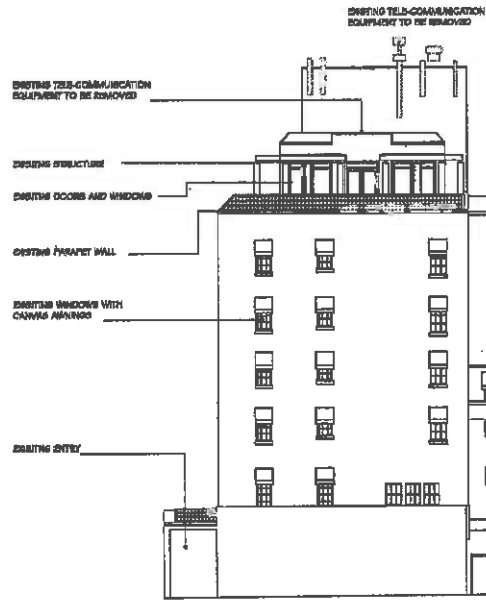 EXISTING TELE-COMMUNICATION
EQUIPMENT TO BE REMOVED
EXISTING TELE-COMMUNICATION
EQUIPMENT TO BE REMOVED
EXISTING STRUCTURE
EXISTING DOORS AND WINDOWS
EXISTING PARAPET WALL
EXISTING WINDOWS WITH
CANVAS AWNINGS
EXISTING ENTRY